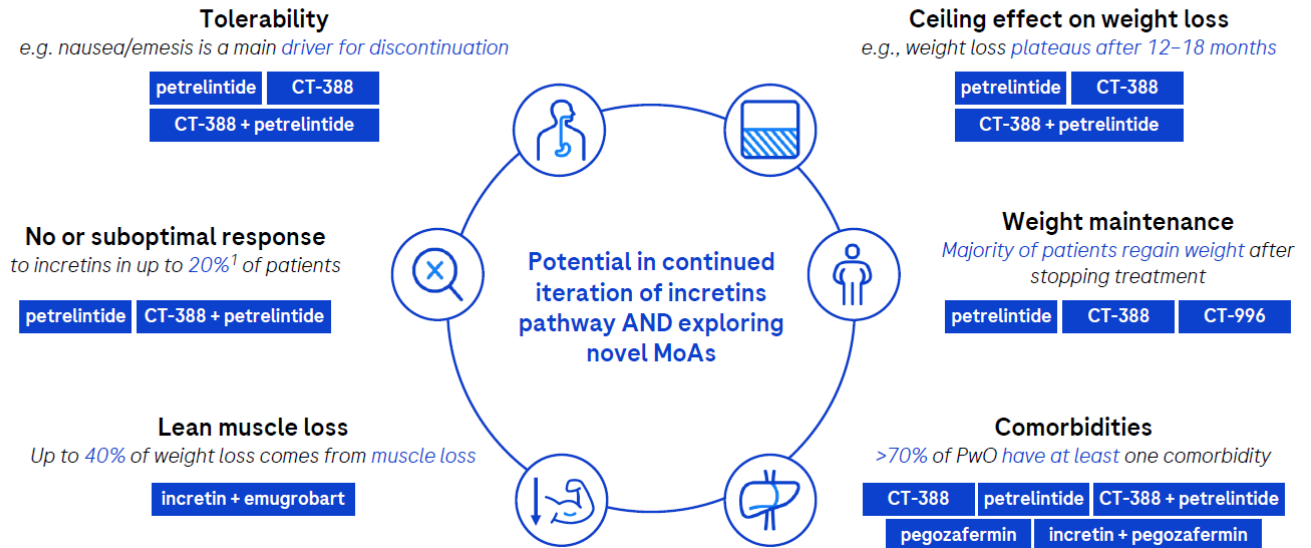 Tolerability
e.g. nausea/emesis is a main driver for discontinuation
petrelintide CT-388
CT-388 + petrelintide
Ceiling effect on weight loss
e.g., weight loss plateaus after 12–18 months
petrelintide CT-388
CT-388 + petrelintide
No or suboptimal response
to incretins in up to 20%¹ of patients
petrelintide CT-388 + petrelintide
Potential in continued
iteration of incretins
pathway AND exploring
novel MoAs
Weight maintenance
Majority of patients regain weight after
stopping treatment
petrelintide CT-388 CT-996
Lean muscle loss
Up to 40% of weight loss comes from muscle loss
incretin + emugrobart
Comorbidities
>70% of PwO have at least one comorbidity
CT-388 petrelintide CT-388 + petrelintide
pegozafermin incretin + pegozafermin